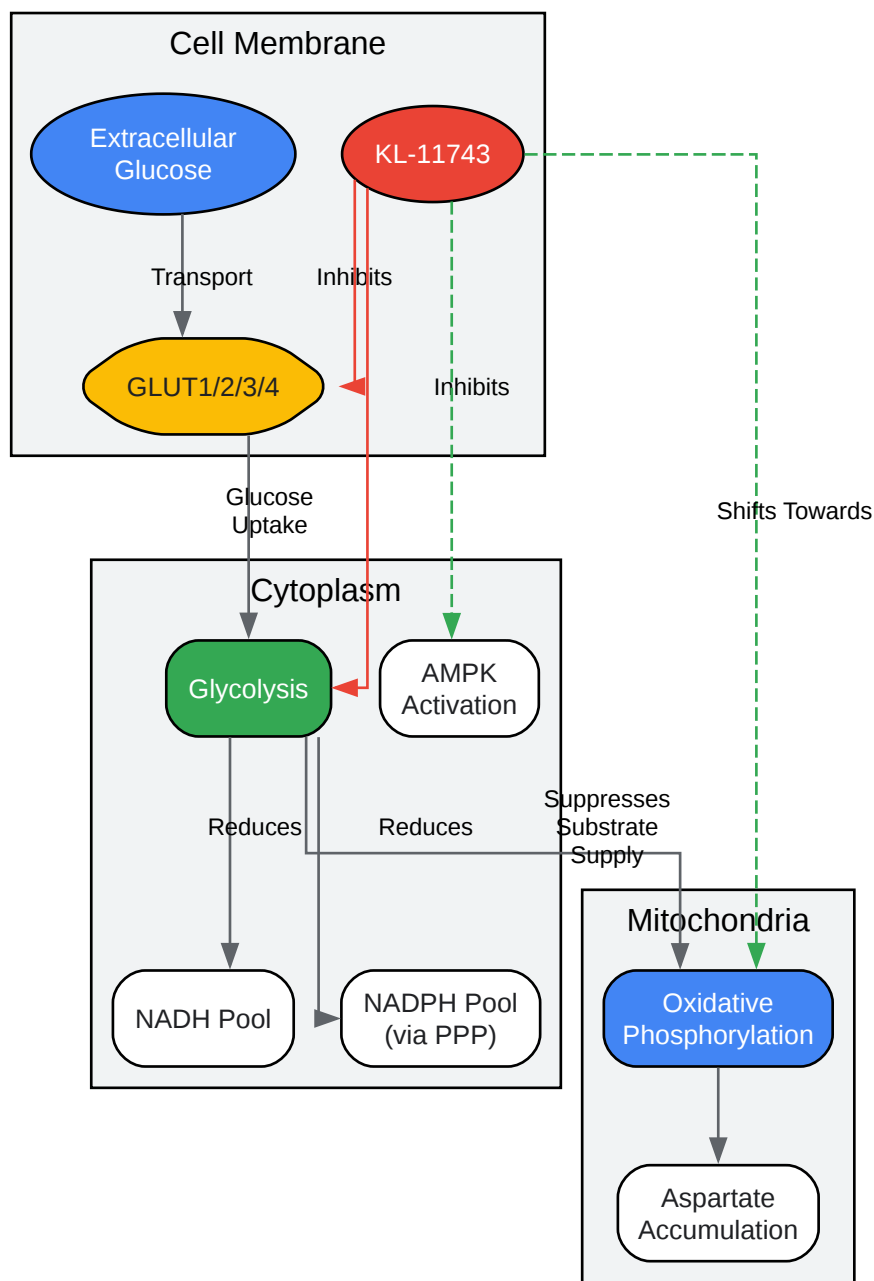 Cell Membrane
Extracellular
Glucose
KL-11743
Transport
Inhibits
GLUT1/2/3/4
Inhibits
Glucose
Uptake
Shifts Towards
Cytoplasm
Glycolysis
AMPK
Activation
Reduces
Reduces
Suppresses
Substrate
Supply
Mitochondria
NADH Pool
NADPH Pool
(via PPP)
Oxidative
Phosphorylation
Aspartate
Accumulation